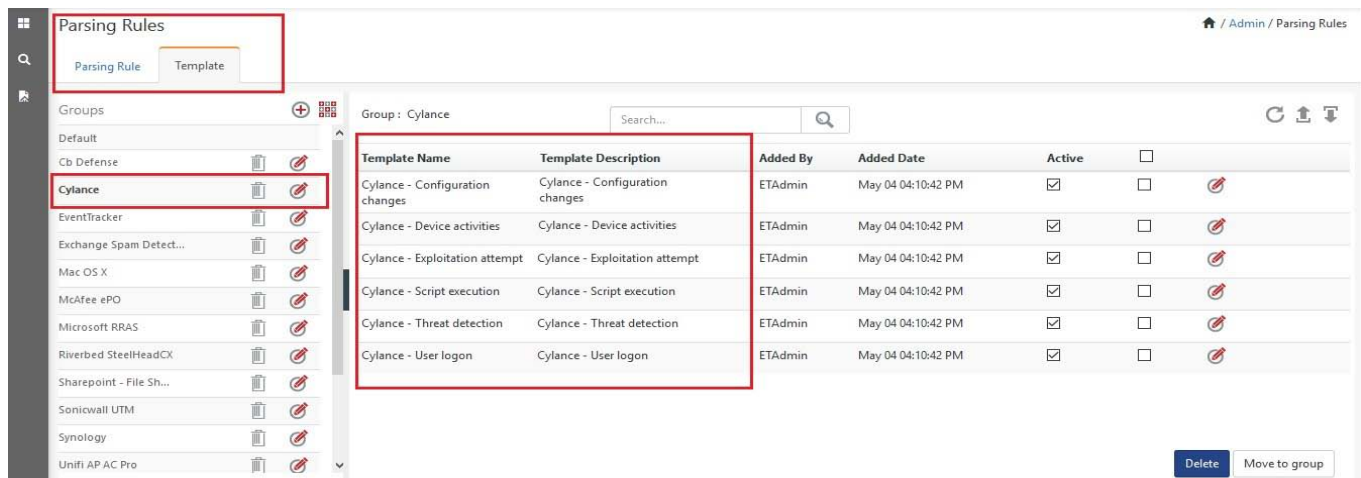 Parsing Rules
/ Admin / Parsing Rules
Parsing Rule Template
Groups
Default
Cb Defense
Cylance
EventTracker
Exchange Spam Detect...
Mac OS X
McAfee ePO
Microsoft RRAS
Riverbed SteelHeadCX
Sharepoint - File Sh...
Sonicwall UTM
Synology
Unifi AP AC Pro
Group : Cylance Search...
Template Name Template Description Added By Added Date Active
Cylance - Configuration changes Cylance - Configuration changes ETAdmin May 04 04:10:42 PM
Cylance - Device activities Cylance - Device activities ETAdmin May 04 04:10:42 PM
Cylance - Exploitation attempt Cylance - Exploitation attempt ETAdmin May 04 04:10:42 PM
Cylance - Script execution Cylance - Script execution ETAdmin May 04 04:10:42 PM
Cylance - Threat detection Cylance - Threat detection ETAdmin May 04 04:10:42 PM
Cylance - User logon Cylance - User logon ETAdmin May 04 04:10:42 PM
Delete Move to group